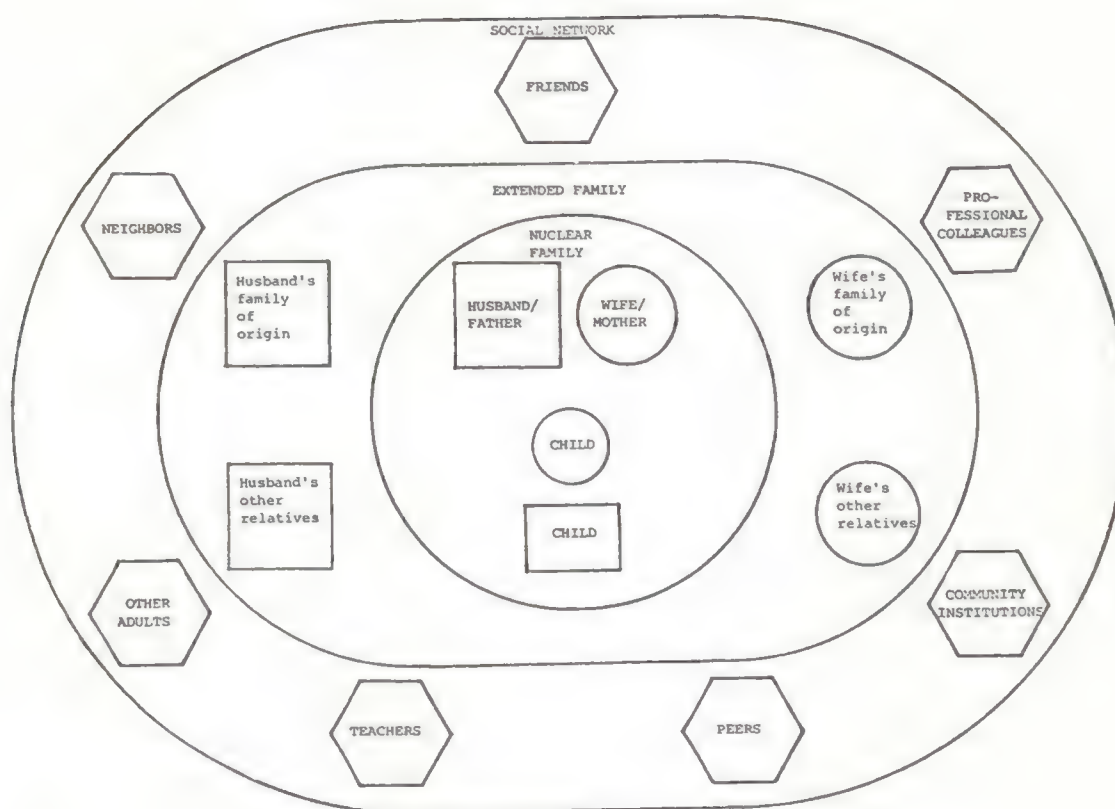 SOCIAL NETWORK
FRIENDS
EXTENDED FAMILY
NEIGHBORS
PRO-
FESSIONAL
COLLEAGUES
NUCLEAR
FAMILY
Husband's
family
of
origin
HUSBAND/
FATHER
WIFE/
MOTHER
Wife's
family
of
origin
CHILD
Husband's
other
relatives
Wife's
other
relatives
CHILD
OTHER
ADULTS
COMMUNITY
INSTITUTIONS
TEACHERS
PEERS